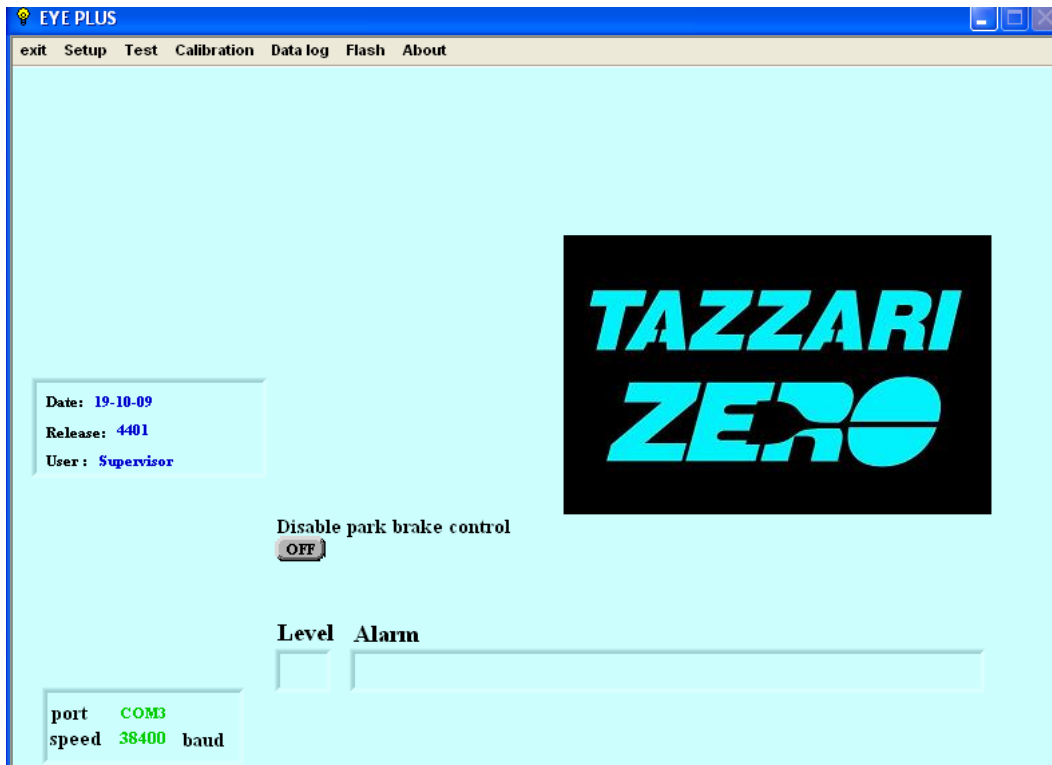 EYE PLUS
exit Setup Test Calibration Data log Flash About
TAZZARI
ZERO
Date: 19-10-09
Release: 4401
User : Supervisor
Disable park brake control
OFF
Level Alarm
port COM3
speed 38400 baud